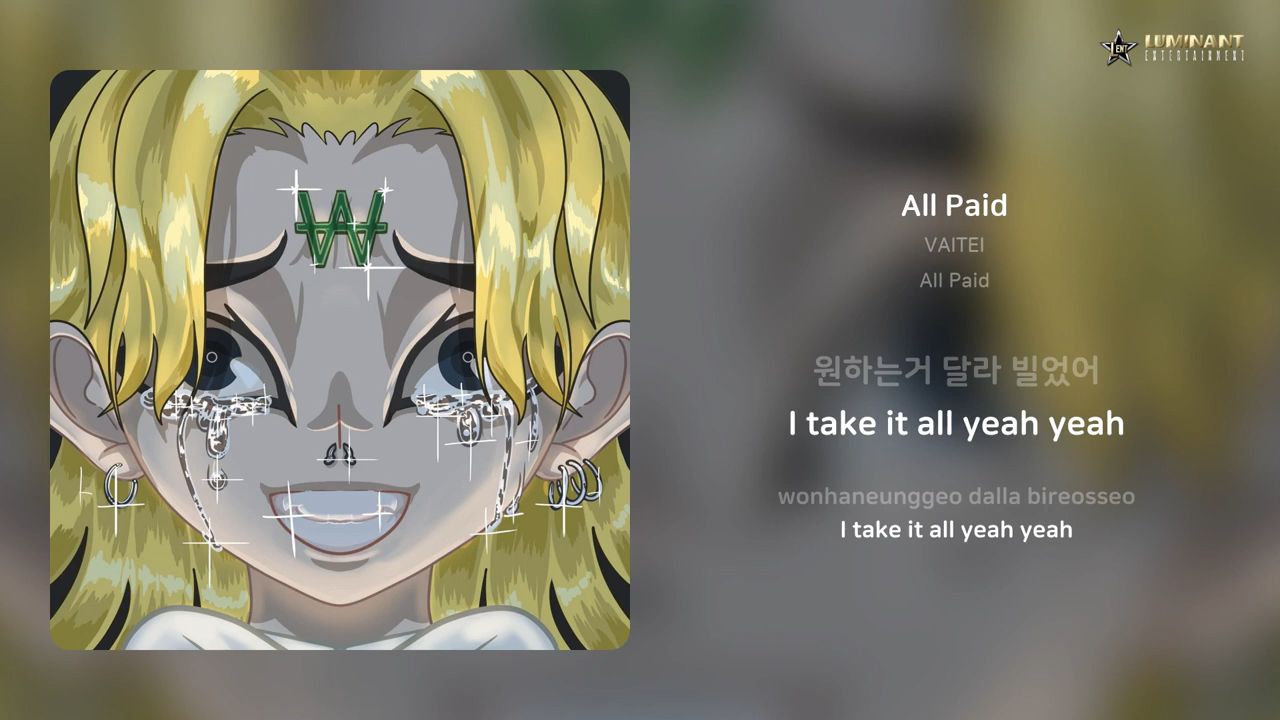 ENT
LUMINANT
ENTERTAINMENT
₩
All Paid
VAITEI
All Paid
원하는거 달라 빌었어
I take it all yeah yeah
wonhaneunggeo dalla bireosseo
I take it all yeah yeah